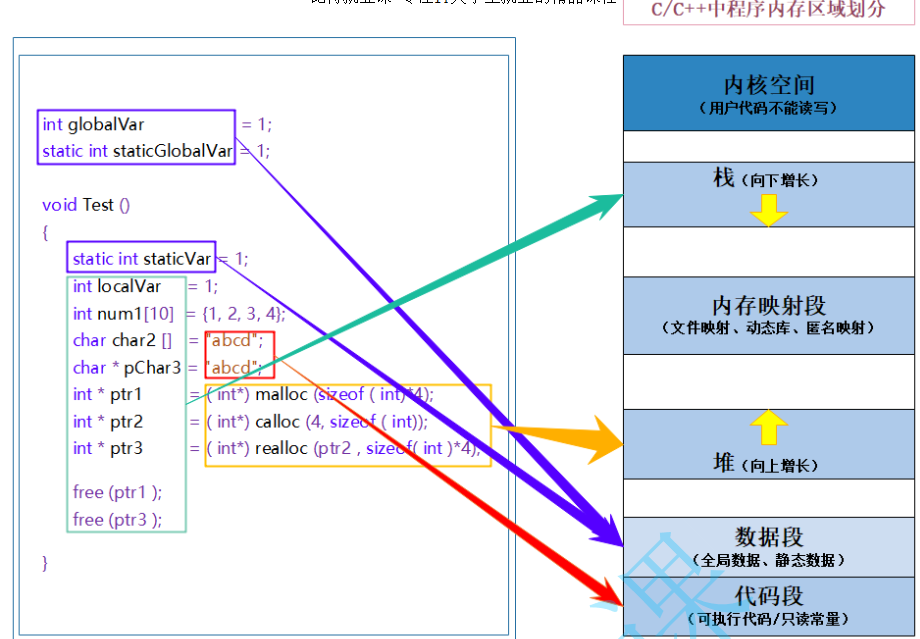 C/C++中程序内存区域划分
int globalVar = 1;
static int staticGlobalVar = 1;
void Test ()
{
static int staticVar = 1;
int localVar = 1;
int num1[10] = {1, 2, 3, 4};
char char2 [] = "abcd";
char * pChar3 = "abcd";
int * ptr1 = ( int*) malloc (sizeof ( int)*4);
int * ptr2 = ( int*) calloc (4, sizeof ( int));
int * ptr3 = ( int*) realloc (ptr2 , sizeof( int )*4);
free (ptr1 );
free (ptr3 );
}
内核空间
(用户代码不能读写)
栈 (向下增长)
内存映射段
(文件映射、动态库、匿名映射)
堆 (向上增长)
数据段
(全局数据、静态数据)
代码段
(可执行代码/只读常量)